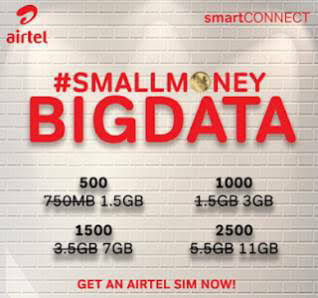 airtel
smartCONNECT
#SMALLMONEY
BIGDATA
500
750MB 1.5GB
1000
1.5GB 3GB
1500
3.5GB 7GB
2500
5.5GB 11GB
GET AN AIRTEL SIM NOW!